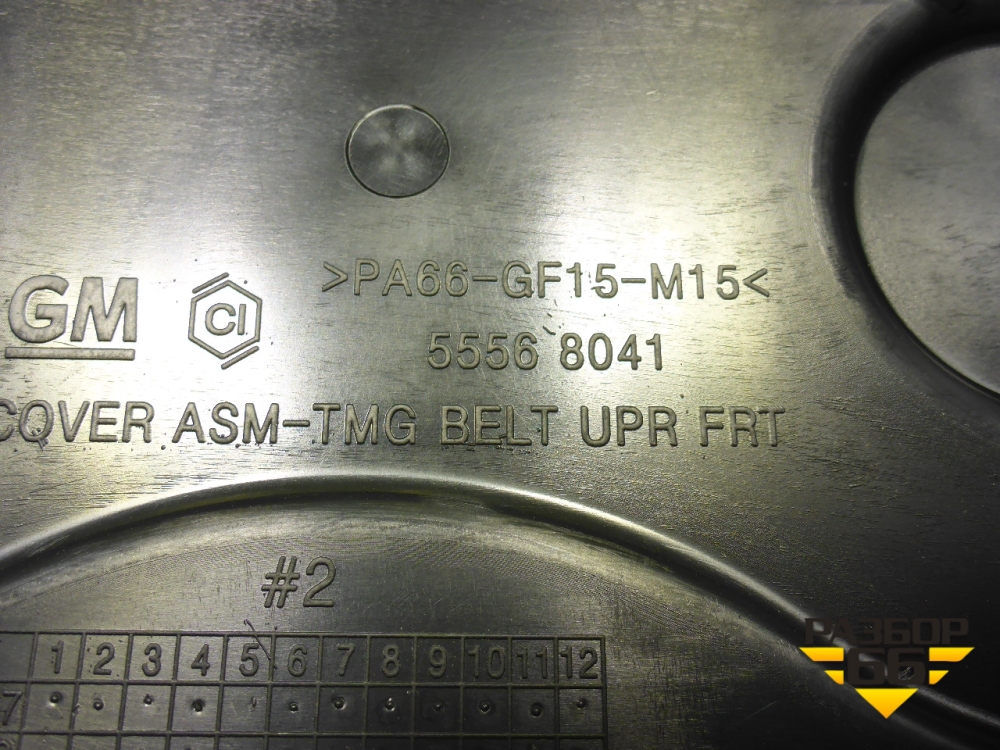 GM
CI
>PA66-GF15-M15<
5556 8041
COVER ASM-TMG BELT UPR FRT
#2
1 2 3 4 5 6 7 8 9 10 11 12
7
РАЗБОР
66